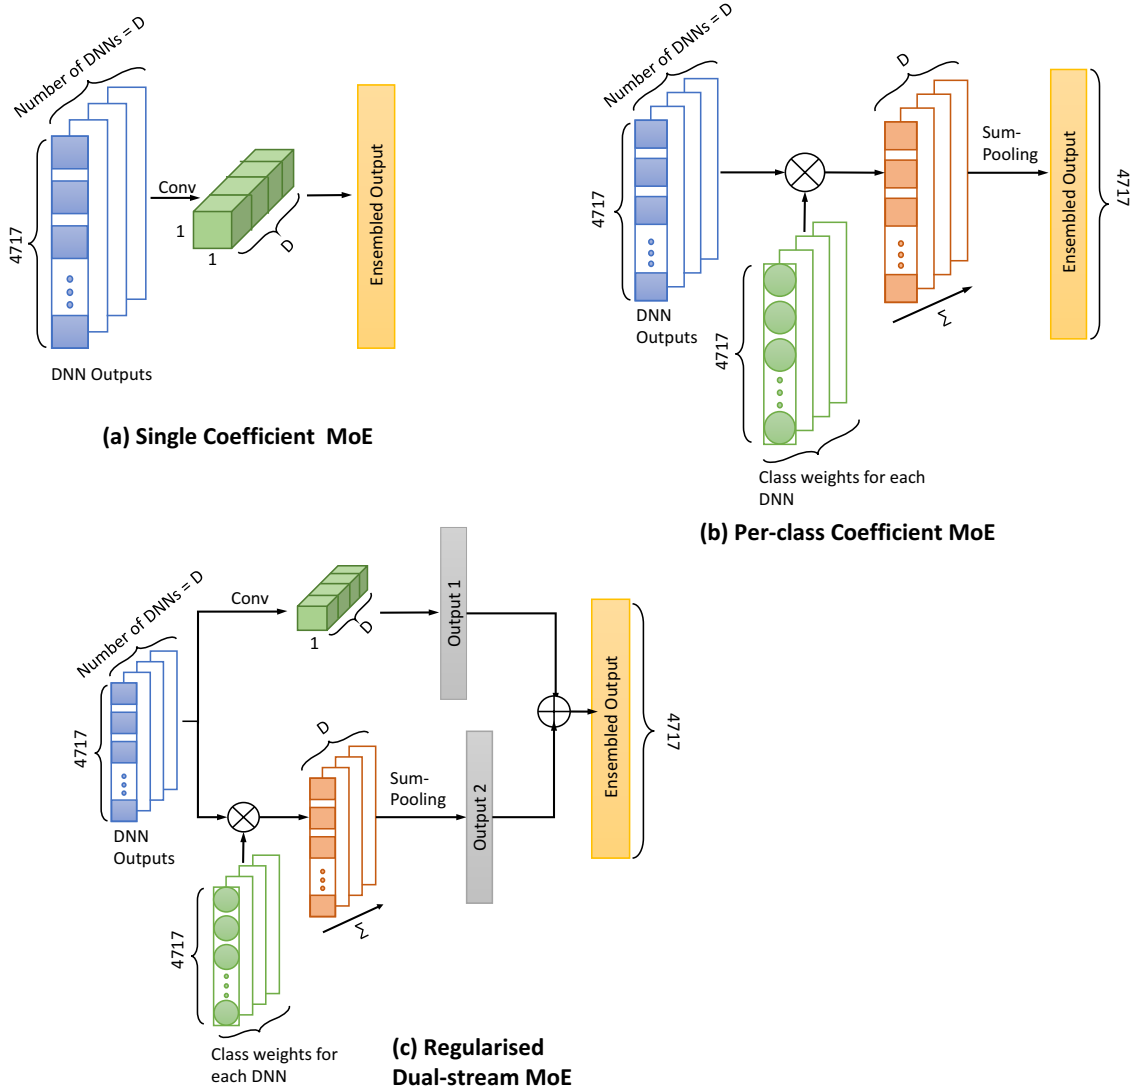 Number of DNNs = D
4717
Conv
1
1
D
Ensembled Output
DNN Outputs
(a) Single Coefficient MoE
Number of DNNs = D
4717
DNN
Outputs
4717
Class weights for each
DNN
D
Σ
Sum-
Pooling
Ensembled Output
4717
(b) Per-class Coefficient MoE
Number of DNNs = D
4717
DNN
Outputs
Conv
1
D
Output 1
4717
Class weights for
each DNN
D
Σ
Sum-
Pooling
Output 2
Ensembled Output
4717
(c) Regularised
Dual-stream MoE